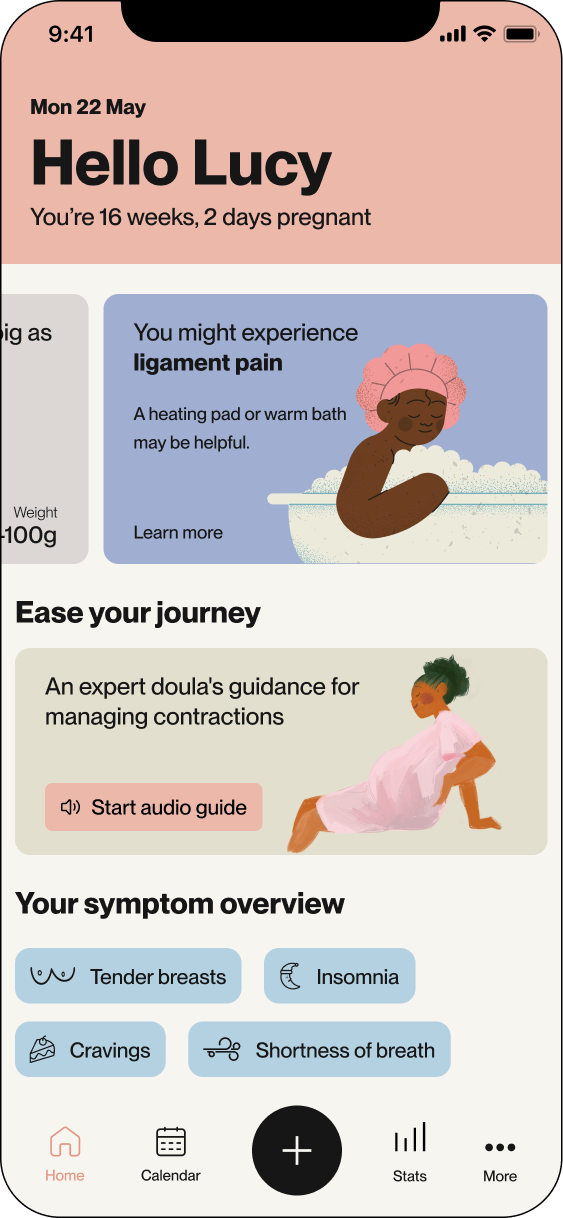 9:41
Mon 22 May
Hello Lucy
You're 16 weeks, 2 days pregnant
big as
Weight
-100g
You might experience
ligament pain
A heating pad or warm bath
may be helpful.
Learn more
Ease your journey
An expert doula's guidance for
managing contractions
Start audio guide
Your symptom overview
Tender breasts
Insomnia
Cravings
Shortness of breath
Home
Calendar
Stats
More